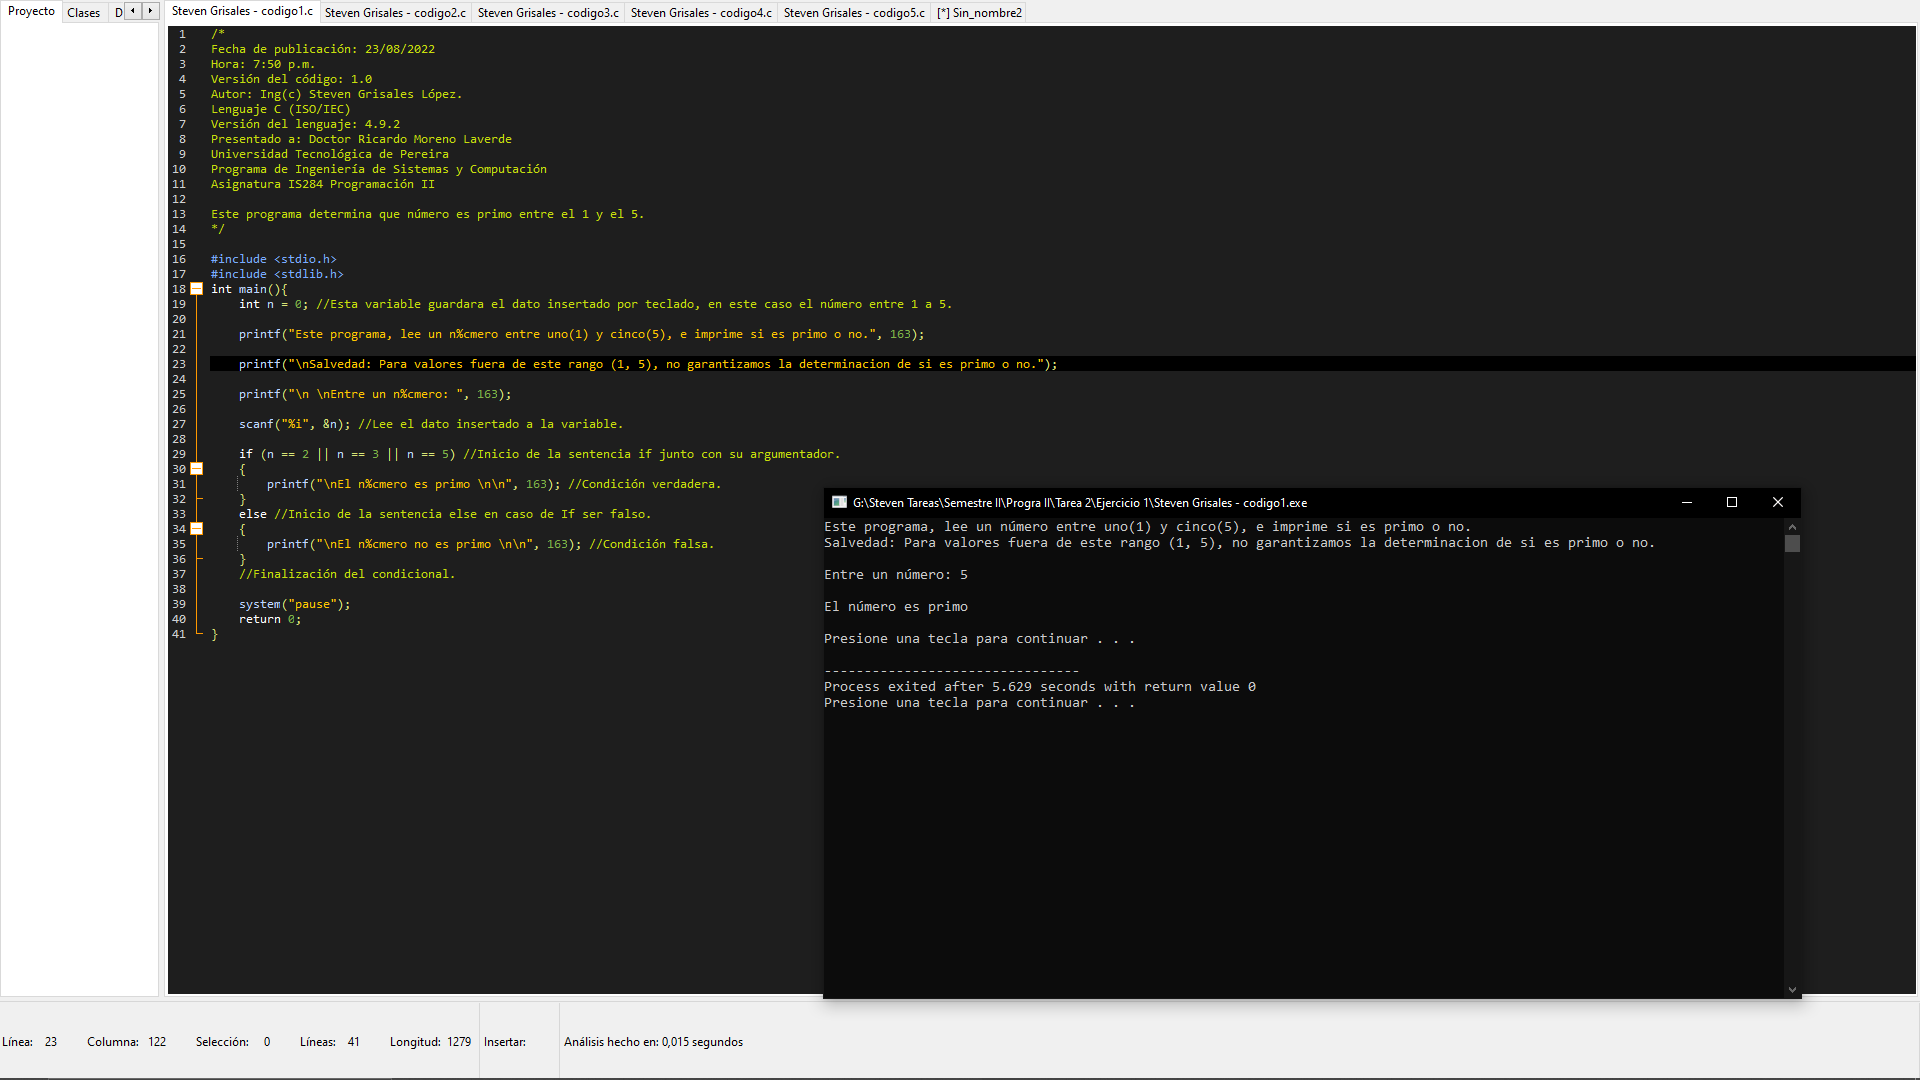 Proyecto Clases D
Steven Grisales - codigo1.c Steven Grisales - codigo2.c Steven Grisales - codigo3.c Steven Grisales - codigo4.c Steven Grisales - codigo5.c [*] Sin_nombre2
1 /*
2 Fecha de publicación: 23/08/2022
3 Hora: 7:50 p.m.
4 Versión del código: 1.0
5 Autor: Ing(c) Steven Grisales López.
6 Lenguaje C (ISO/IEC)
7 Versión del lenguaje: 4.9.2
8 Presentado a: Doctor Ricardo Moreno Laverde
9 Universidad Tecnológica de Pereira
10 Programa de Ingeniería de Sistemas y Computación
11 Asignatura IS284 Programación II
12
13 Este programa determina que número es primo entre el 1 y el 5.
14 */
15
16 #include <stdio.h>
17 #include <stdlib.h>
18 int main(){
19 int n = 0; //Esta variable guardara el dato insertado por teclado, en este caso el número entre 1 a 5.
20
21 printf("Este programa, lee un n%cmero entre uno(1) y cinco(5), e imprime si es primo o no.", 163);
22
23 printf("\nSalvedad: Para valores fuera de este rango (1, 5), no garantizamos la determinacion de si es primo o no.");
24
25 printf("\n \nEntre un n%cmero: ", 163);
26
27 scanf("%i", &n); //Lee el dato insertado a la variable.
28
29 if (n == 2 || n == 3 || n == 5) //Inicio de la sentencia if junto con su argumentador.
30 {
31 printf("\nEl n%cmero es primo \n\n", 163); //Condición verdadera.
32 }
33 else //Inicio de la sentencia else en caso de If ser falso.
34 {
35 printf("\nEl n%cmero no es primo \n\n", 163); //Condición falsa.
36 }
37 //Finalización del condicional.
38
39 system("pause");
40 return 0;
41 }
G:\Steven Tareas\Semestre II\Progra II\Tarea 2\Ejercicio 1\Steven Grisales - codigo1.exe
Este programa, lee un número entre uno(1) y cinco(5), e imprime si es primo o no.
Salvedad: Para valores fuera de este rango (1, 5), no garantizamos la determinacion de si es primo o no.
Entre un número: 5
El número es primo
Presione una tecla para continuar . . .
--------------------------------
Process exited after 5.629 seconds with return value 0
Presione una tecla para continuar . . .
Línea: 23 Columna: 122 Selección: 0 Líneas: 41 Longitud: 1279 Insertar: Análisis hecho en: 0,015 segundos